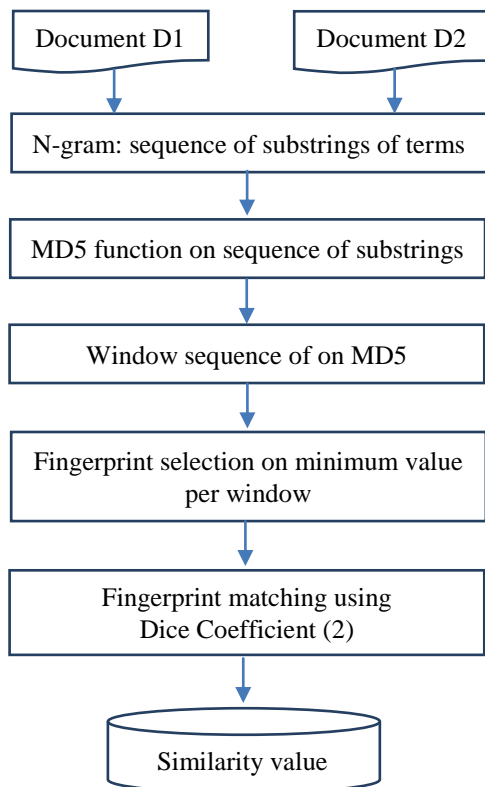 Document D1
Document D2
N-gram: sequence of substrings of terms
MD5 function on sequence of substrings
Window sequence of on MD5
Fingerprint selection on minimum value
per window
Fingerprint matching using
Dice Coefficient (2)
Similarity value